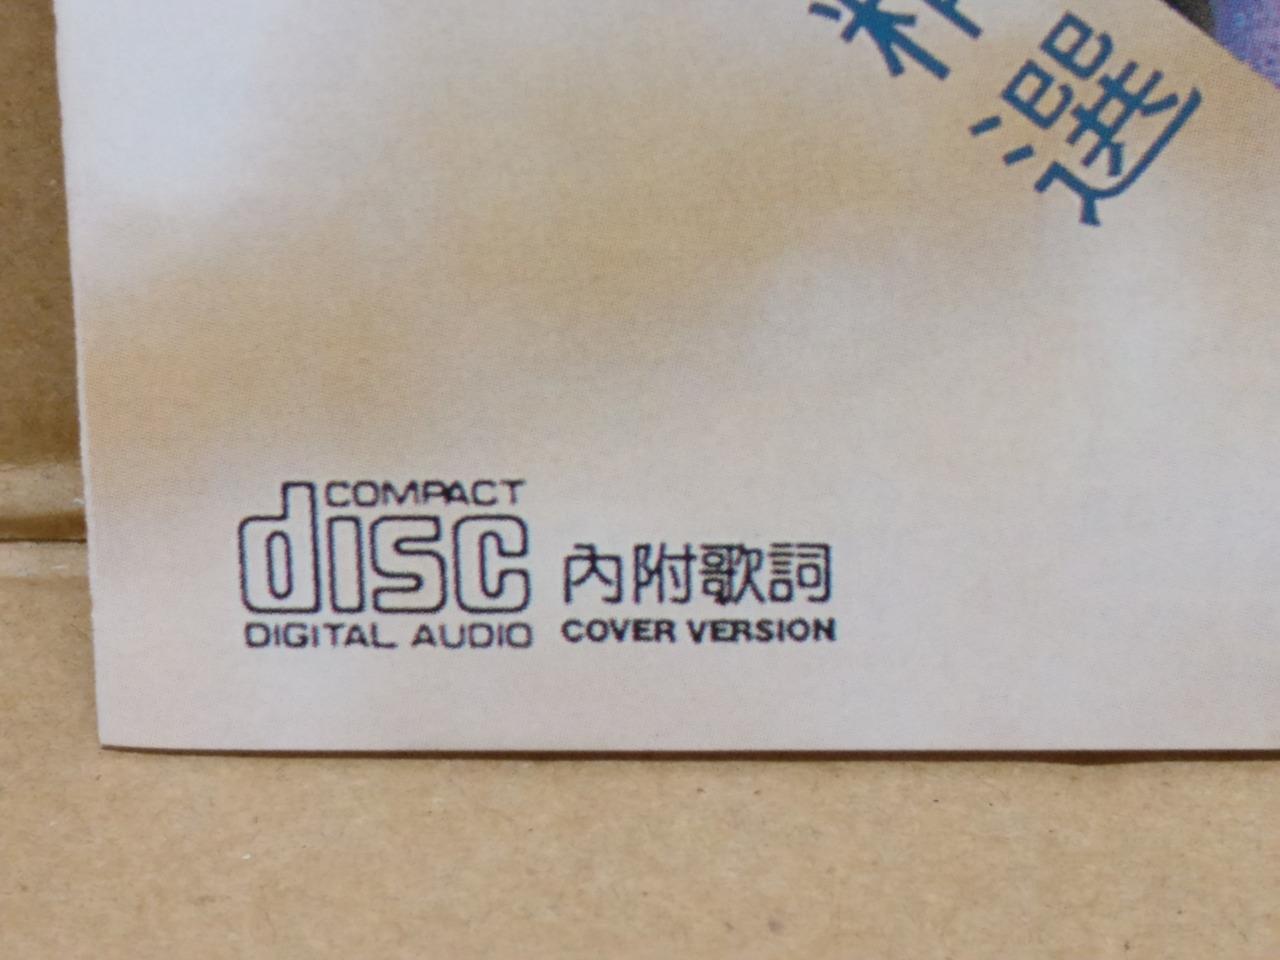 精選
COMPACT
disc
DIGITAL AUDIO
內附歌詞
COVER VERSION